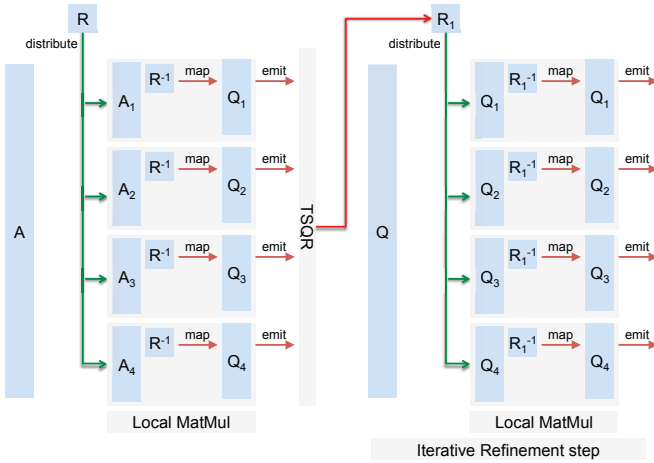 R
distribute
A
A1
R-1
map
Q1
emit
A2
R-1
map
Q2
emit
A3
R-1
map
Q3
emit
A4
R-1
map
Q4
emit
Local MatMul
TSQR
R1
distribute
Q
Q1
R1-1
map
Q1
emit
Q2
R1-1
map
Q2
emit
Q3
R1-1
map
Q3
emit
Q4
R1-1
map
Q4
emit
Local MatMul
Iterative Refinement step